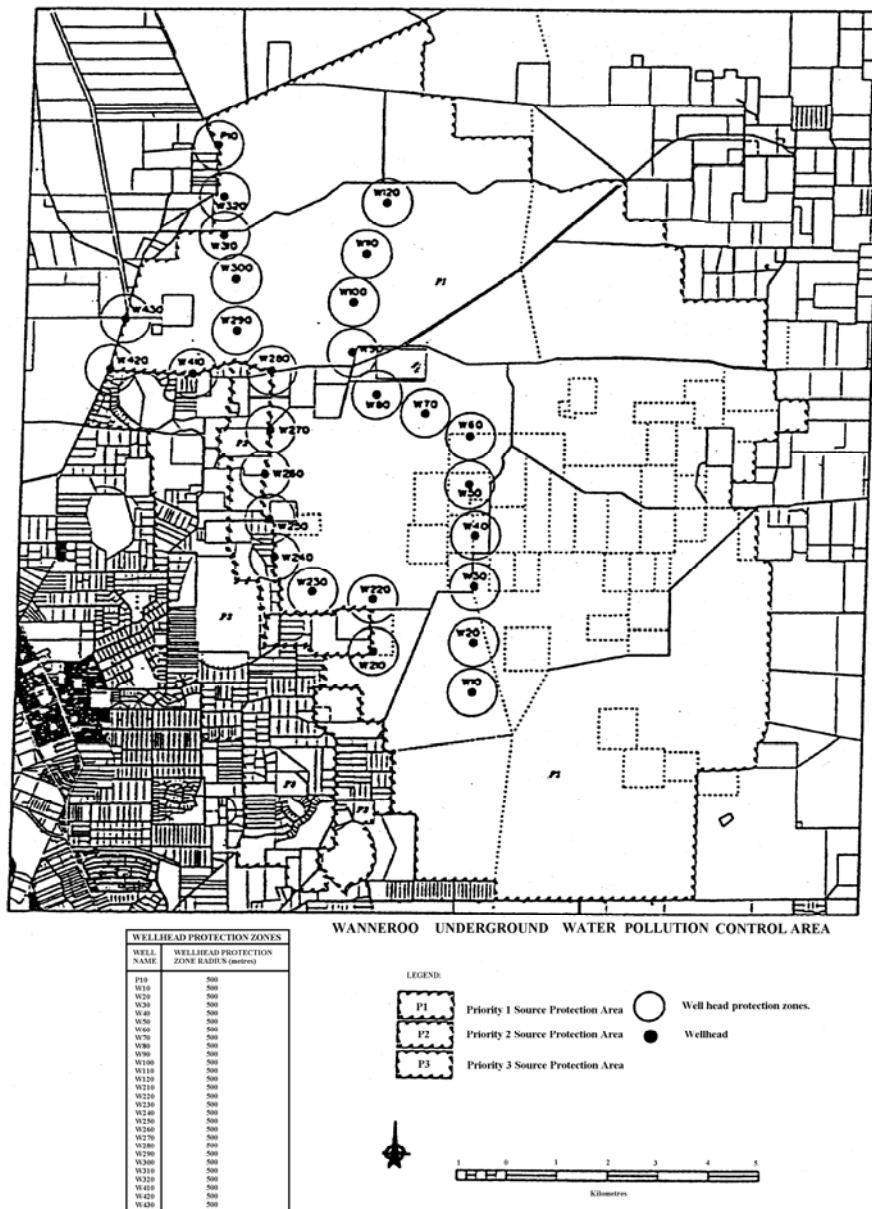 P10
W320
W310
W120
W110
P1
W300
W100
W430
W290
W90
W420
W410
W280
W80
W70
W270
W60
W260
W50
W250
W40
W240
W230
W220
W30
P3
W20
W210
W10
P2
P3
P3
WANNEROO UNDERGROUND WATER POLLUTION CONTROL AREA
WELLHEAD PROTECTION ZONES
WELL NAME WELLHEAD PROTECTION ZONE RADIUS (metres)
P10 500
W10 500
W20 500
W30 500
W40 500
W50 500
W60 500
W70 500
W80 500
W90 500
W100 500
W110 500
W120 500
W210 500
W220 500
W230 500
W240 500
W250 500
W260 500
W270 500
W280 500
W290 500
W300 500
W310 500
W320 500
W410 500
W420 500
W430 500
LEGEND:
P1 Priority 1 Source Protection Area
Well head protection zones.
P2 Priority 2 Source Protection Area
Wellhead
P3 Priority 3 Source Protection Area
1 0 1 2 3 4 5
Kilometres